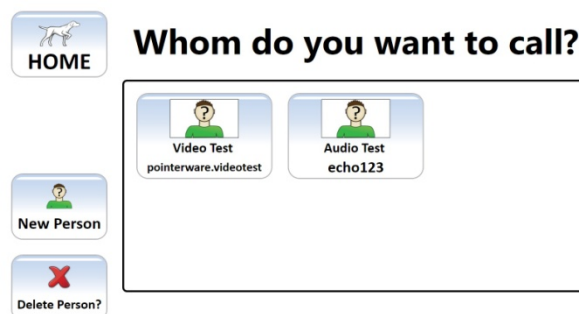 HOME
Whom do you want to call?
?
Video Test
pointerware.videotest
?
Audio Test
echo123
New Person
Delete Person?